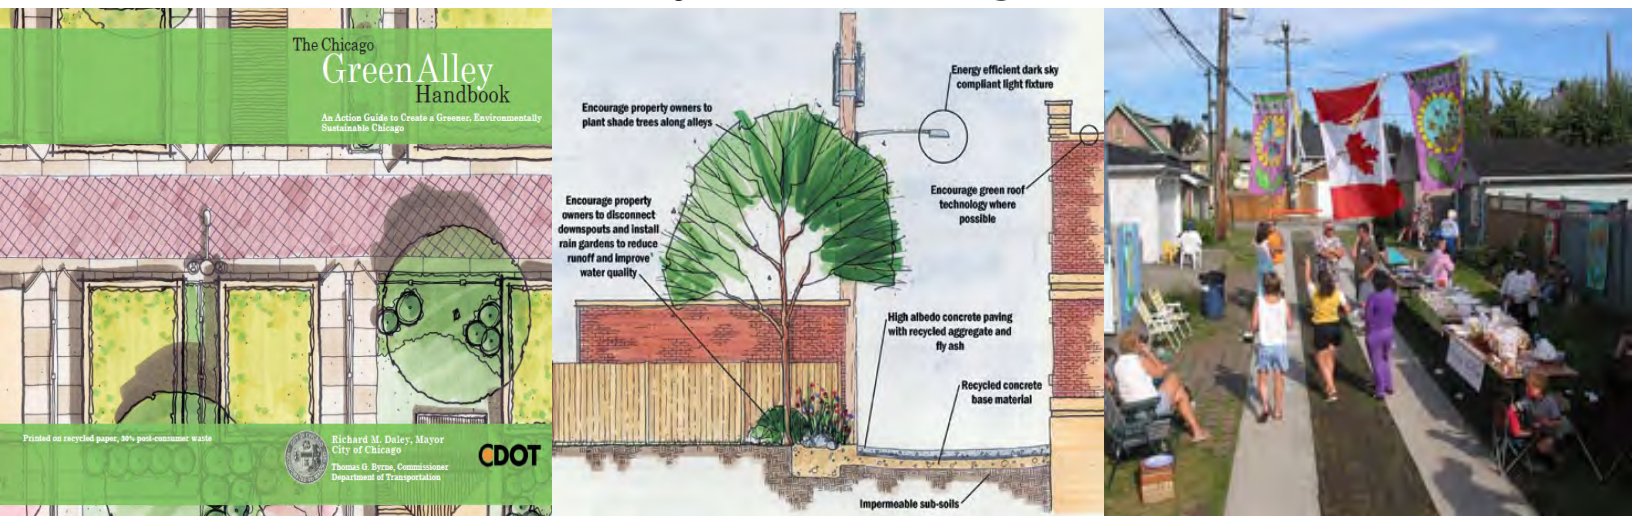 The Chicago
Green Alley
Handbook
An Action Guide to Create a Greener, Environmentally
Sustainable Chicago
Printed on recycled paper, 30% post-consumer waste
Richard M. Daley, Mayor
City of Chicago
Thomas G. Byrne, Commissioner
Department of Transportation
CDOT
Energy efficient dark sky
compliant light fixture
Encourage property owners to
plant shade trees along alleys
Encourage green roof
technology where
possible
Encourage property
owners to disconnect
downspouts and install
rain gardens to reduce
runoff and improve
water quality
High albedo concrete paving
with recycled aggregate and
fly ash
Recycled concrete
base material
Impermeable sub-soils